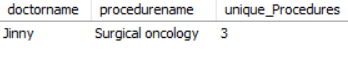 doctorname procedurename unique_Procedures
Jinny Surgical oncology 3